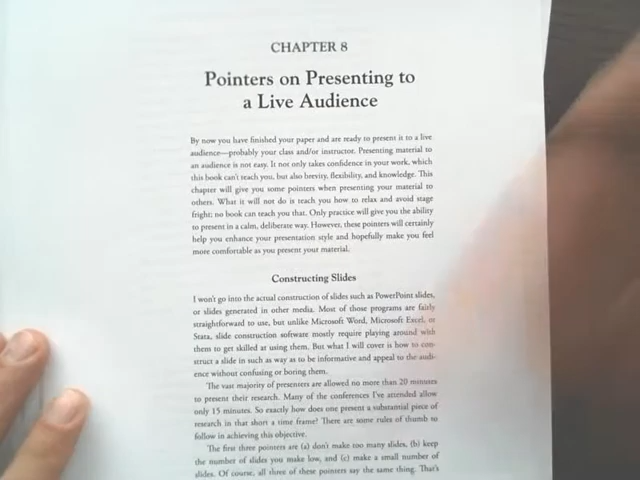 CHAPTER 8
Pointers on Presenting to
a Live Audience
By now you have finished your paper and are ready to present it to a live
audience—probably your class and/or instructor. Presenting material to
an audience is not easy. It not only takes confidence in your work, which
this book can't teach you, but also brevity, flexibility, and knowledge. This
chapter will give you some pointers when presenting your material to
others. What it will not do is teach you how to relax and avoid stage
fright; no book can teach you that. Only practice will give you the ability
to present in a calm, deliberate way. However, these pointers will certainly
help you enhance your presentation style and hopefully make you feel
more comfortable as you present your material.
Constructing Slides
I won't go into the actual construction of slides such as PowerPoint slides,
or slides generated in other media. Most of those programs are fairly
straightforward to use, but unlike Microsoft Word, Microsoft Excel, or
Stata, slide construction software mostly require playing around with
them to get skilled at using them. But what I will cover is how to con-
struct a slide in such as way as to be informative and appeal to the audi-
ence without confusing or boring them.
The vast majority of presenters are allowed no more than 20 minutes
to present their research. Many of the conferences I've attended allow
only 15 minutes. So exactly how does one present a substantial piece of
research in that short a time frame? There are some rules of thumb to
follow in achieving this objective.
The first three pointers are (a) don't make too many slides, (b) keep
the number of slides you make low, and (c) make a small number of
slides. Of course, all three of these pointers say the same thing. That's